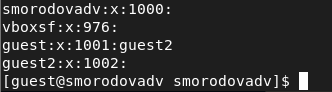 smorodovadv:x:1000:
vboxsf:x:976:
guest:x:1001:guest2
guest2:x:1002:
[guest@smorodovadv smorodovadv]$